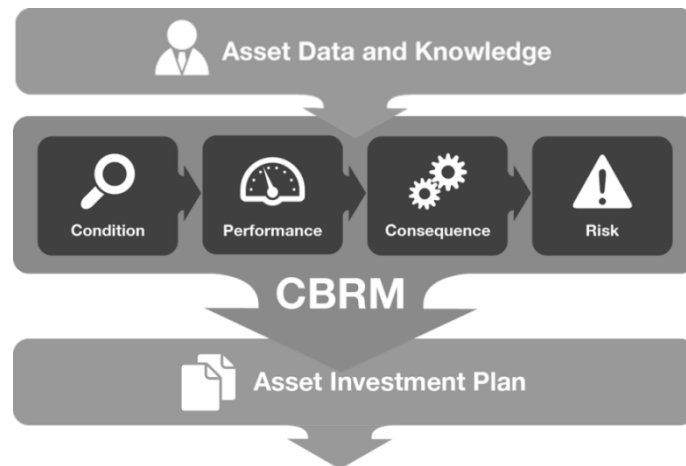 Asset Data and Knowledge
Condition
Performance
Consequence
Risk
CBRM
Asset Investment Plan